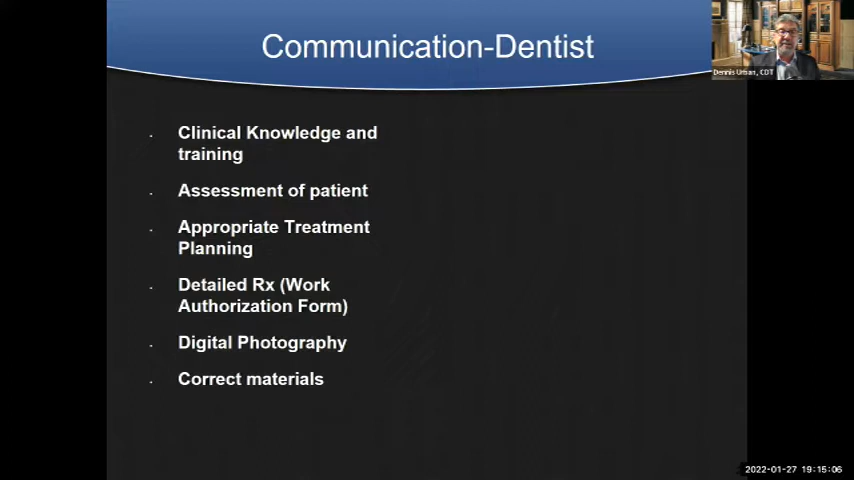 Communication-Dentist
Dennis Urban, CDT
Clinical Knowledge and
training
Assessment of patient
Appropriate Treatment
Planning
Detailed Rx (Work
Authorization Form)
Digital Photography
Correct materials
2022-01-27 19:15:06